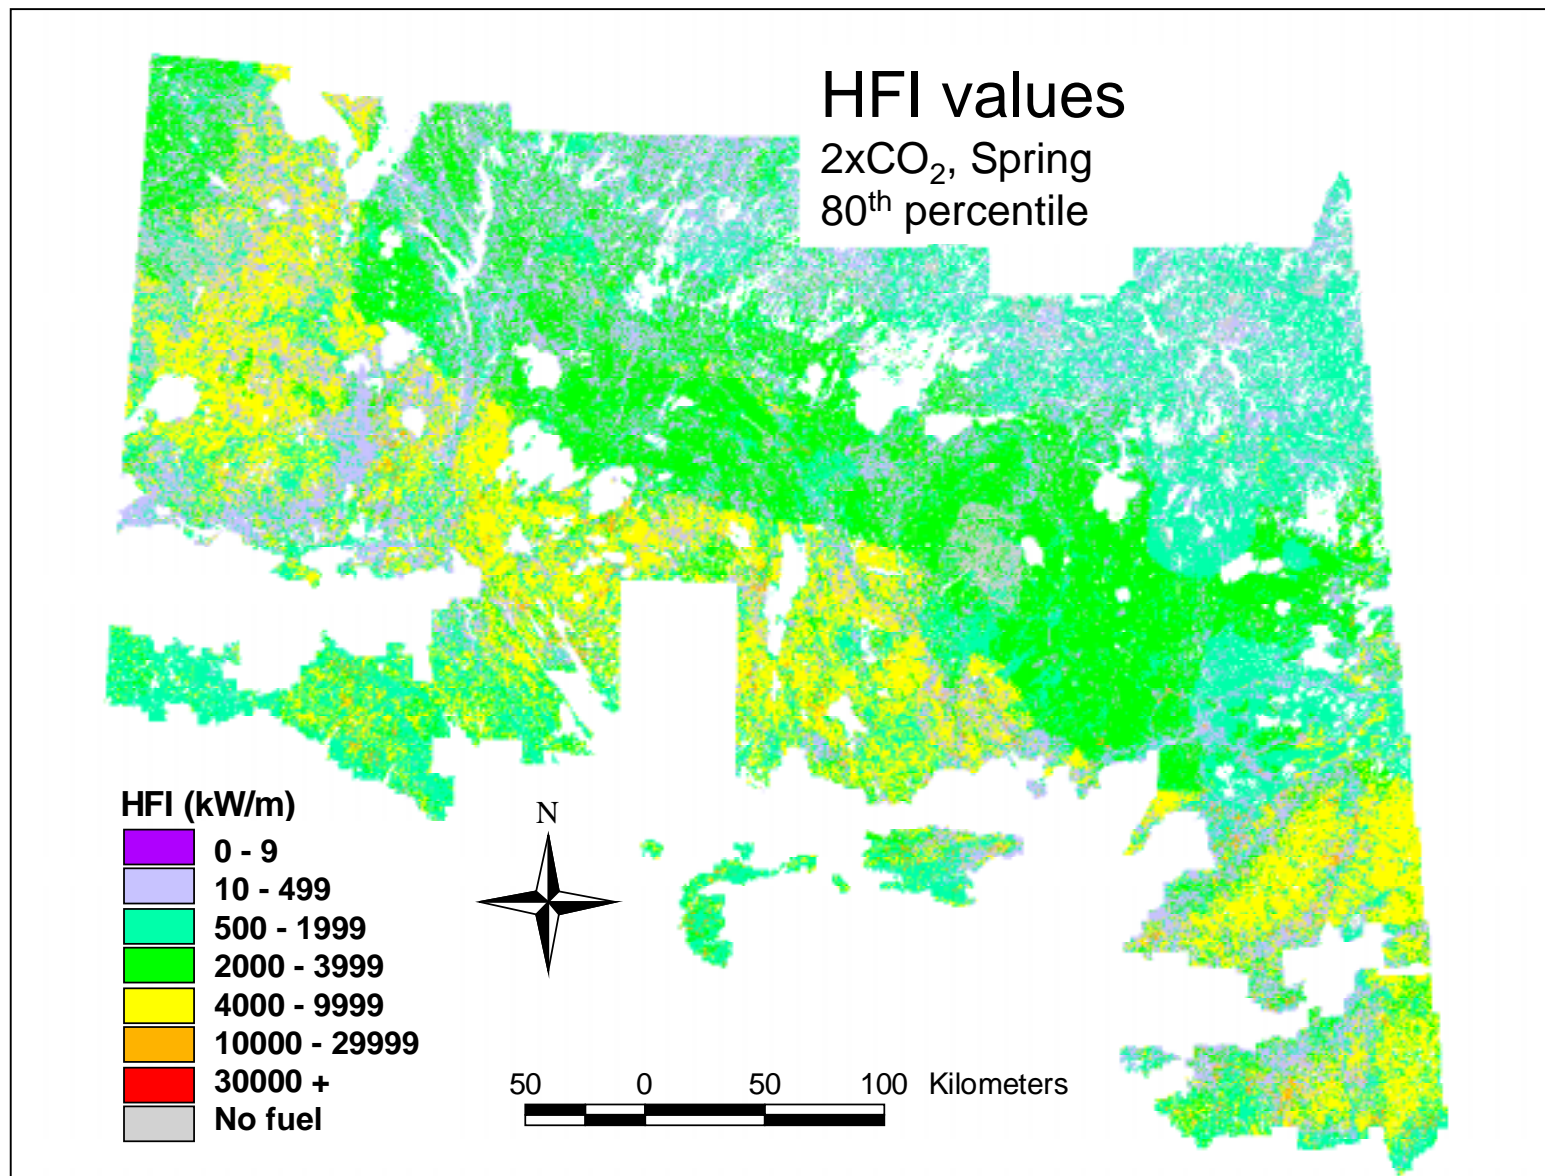 HFI values
2xCO₂, Spring
80ᵗʰ percentile
HFI (kW/m)
0 - 9
10 - 499
500 - 1999
2000 - 3999
4000 - 9999
10000 - 29999
30000 +
No fuel
N
50 0 50 100 Kilometers